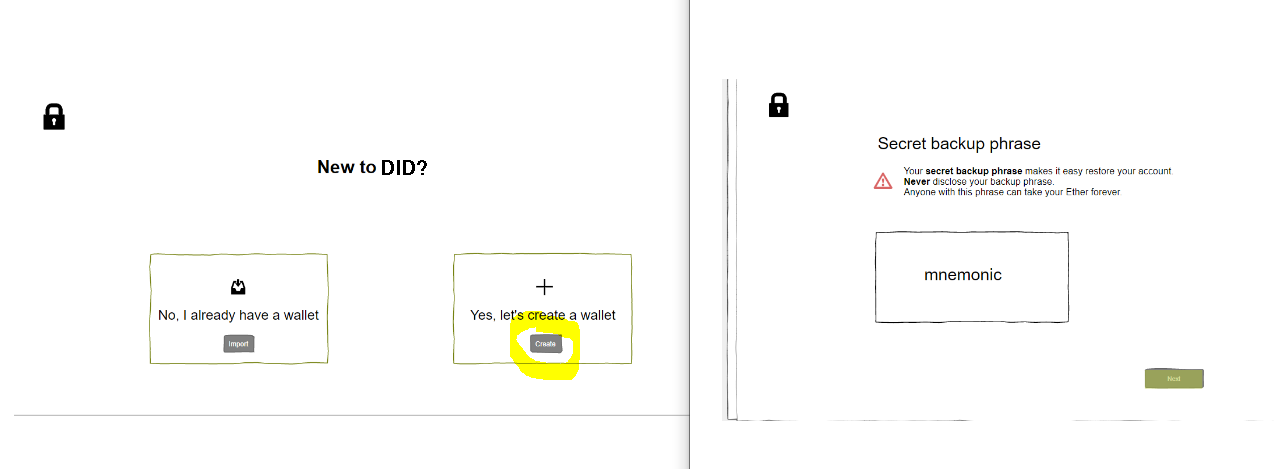 New to DID?
No, I already have a wallet
Import
Yes, let's create a wallet
Create
Secret backup phrase
Your secret backup phrase makes it easy restore your account.
Never disclose your backup phrase.
Anyone with this phrase can take your Ether forever.
mnemonic
Next